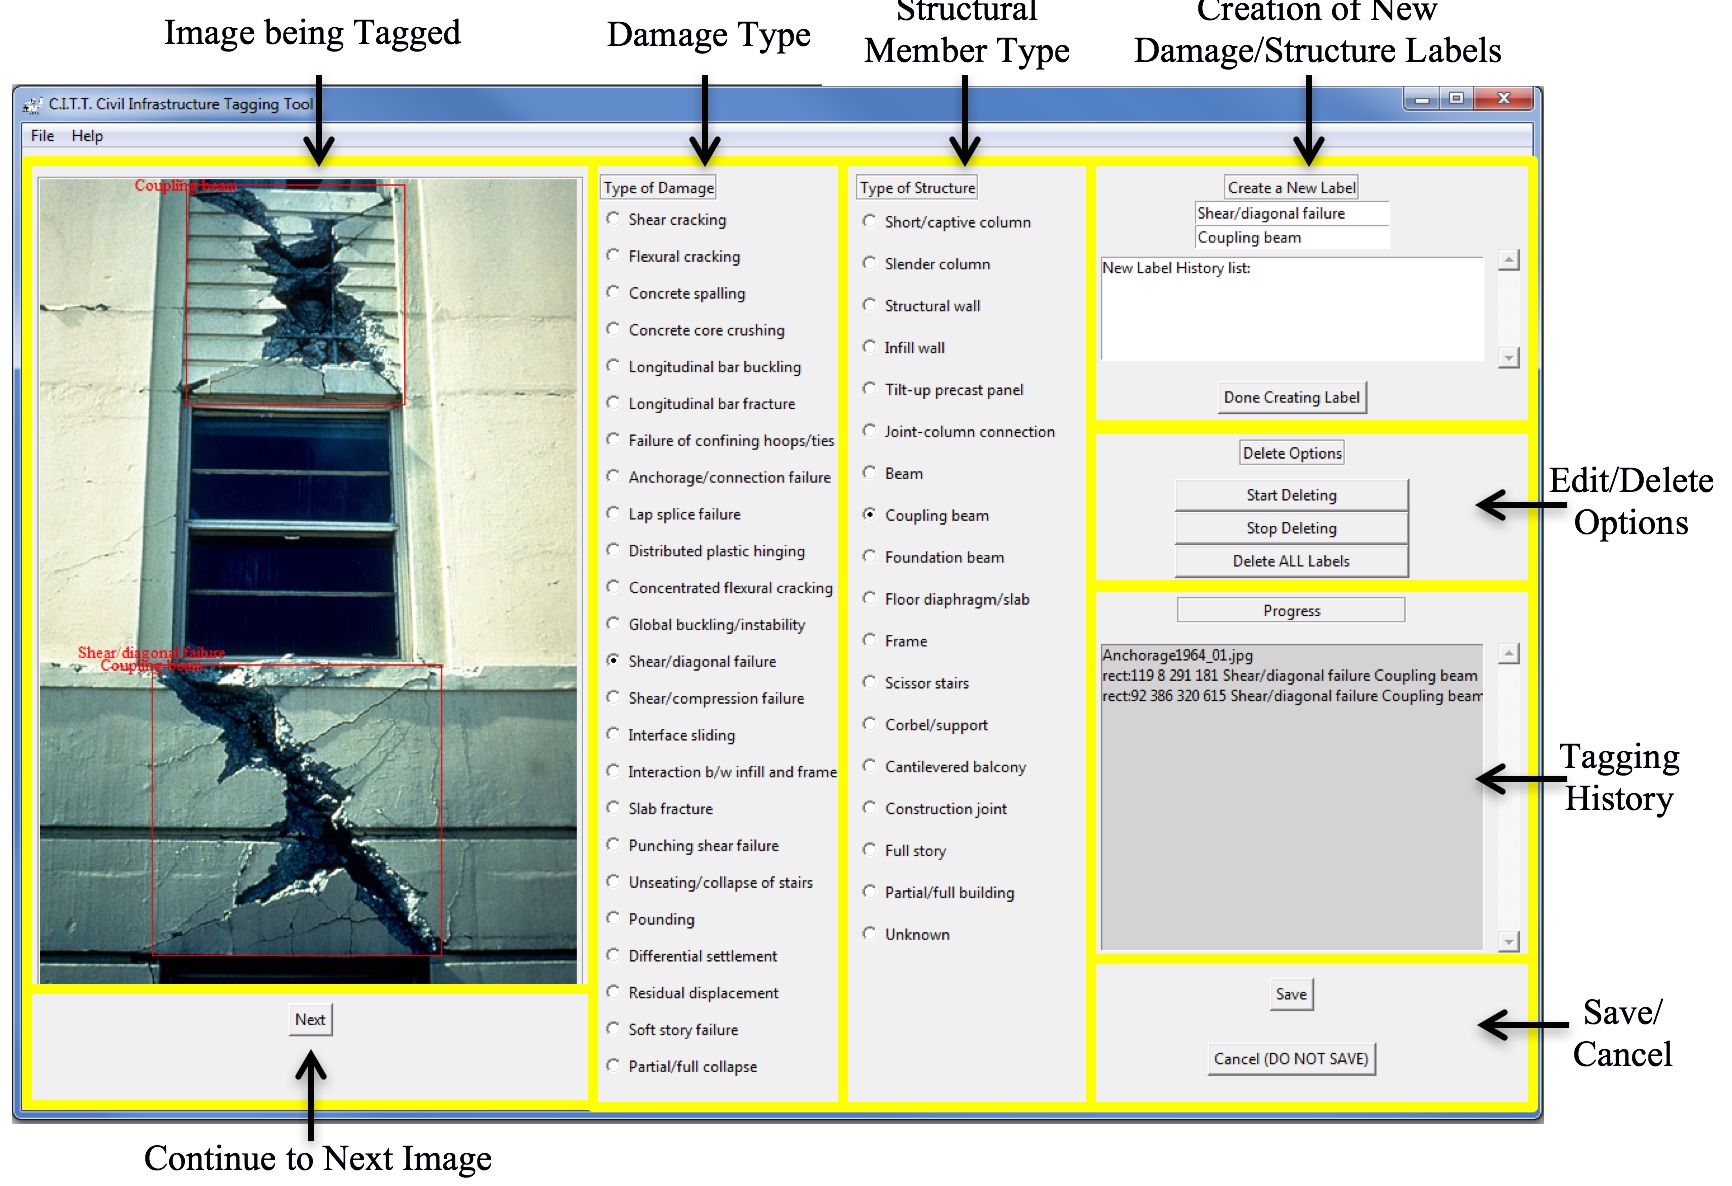 Image being Tagged
Damage Type
Structural
Member Type
Creation of New
Damage/Structure Labels
C.I.T.T. Civil Infrastructure Tagging Tool
File Help
Coupling beam
Shear/diagonal failure
Coupling beam
Next
Continue to Next Image
Type of Damage
Shear cracking
Flexural cracking
Concrete spalling
Concrete core crushing
Longitudinal bar buckling
Longitudinal bar fracture
Failure of confining hoops/ties
Anchorage/connection failure
Lap splice failure
Distributed plastic hinging
Concentrated flexural cracking
Global buckling/instability
Shear/diagonal failure
Shear/compression failure
Interface sliding
Interaction b/w infill and frame
Slab fracture
Punching shear failure
Unseating/collapse of stairs
Pounding
Differential settlement
Residual displacement
Soft story failure
Partial/full collapse
Type of Structure
Short/captive column
Slender column
Structural wall
Infill wall
Tilt-up precast panel
Joint-column connection
Beam
Coupling beam
Foundation beam
Floor diaphragm/slab
Frame
Scissor stairs
Corbel/support
Cantilevered balcony
Construction joint
Full story
Partial/full building
Unknown
Create a New Label
Shear/diagonal failure
Coupling beam
New Label History list:
Done Creating Label
Delete Options
Start Deleting
Stop Deleting
Delete ALL Labels
Edit/Delete
Options
Progress
Anchorage1964_01.jpg
rect:119 8 291 181 Shear/diagonal failure Coupling beam
rect:92 386 320 615 Shear/diagonal failure Coupling beam
Tagging
History
Save
Cancel (DO NOT SAVE)
Save/
Cancel